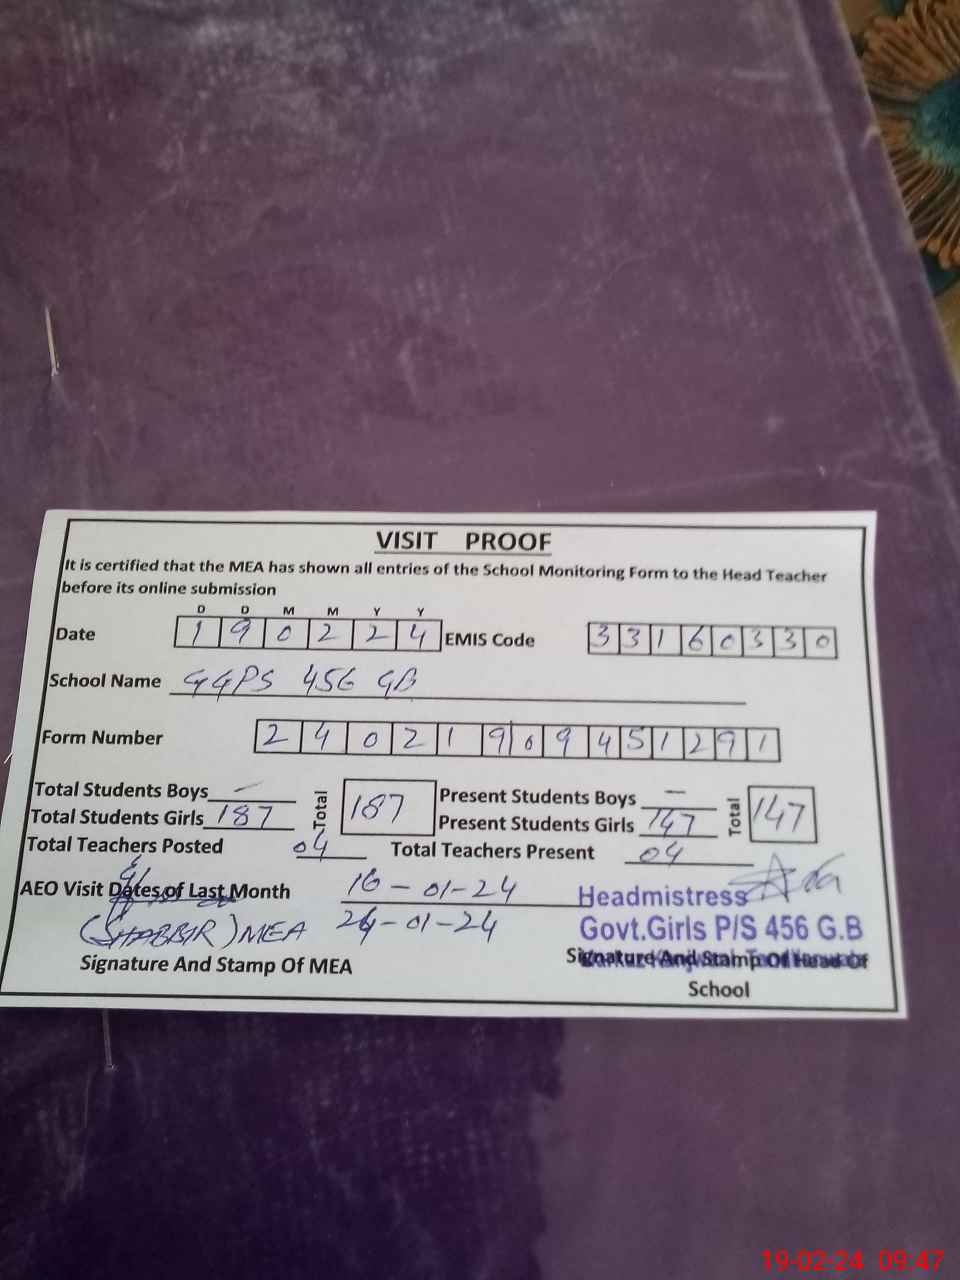 VISIT PROOF
It is certified that the MEA has shown all entries of the School Monitoring Form to the Head Teacher
before its online submission
D D M M Y Y
Date 1 9 0 2 2 4 EMIS Code 3 3 1 6 0 3 3 0
School Name GGPS 456 GB
Form Number 2 4 0 2 1 9 0 9 4 5 1 2 9 1
Total Students Boys — Total 187 Present Students Boys — Total 147
Total Students Girls 187 Present Students Girls 147
Total Teachers Posted 04 Total Teachers Present 04
AEO Visit Dates of Last Month 16-01-24 Headmistress
(SHABBIR) MEA 24-01-24 Govt.Girls P/S 456 G.B
Signature And Stamp Of MEA Signature And Stamp Of Head Of
School
19-02-24 09:47